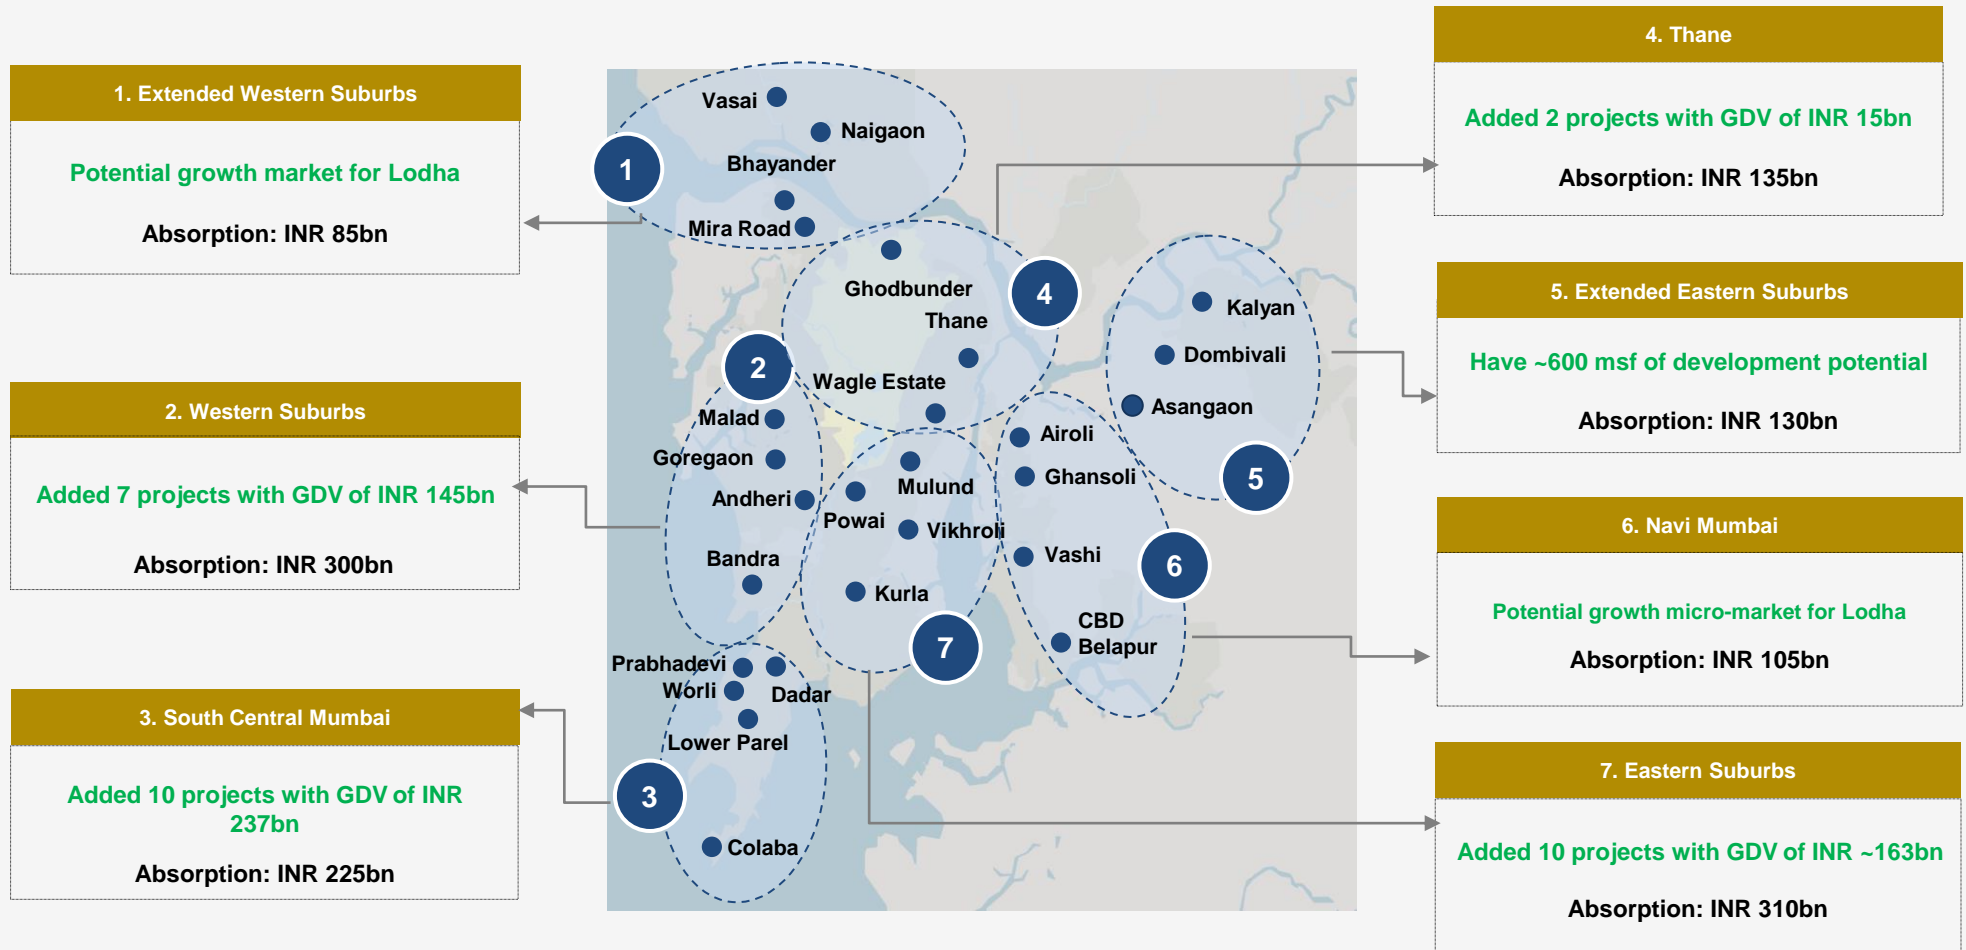 1. Extended Western Suburbs
Potential growth market for Lodha
Absorption: INR 85bn
2. Western Suburbs
Added 7 projects with GDV of INR 145bn
Absorption: INR 300bn
3. South Central Mumbai
Added 10 projects with GDV of INR
237bn
Absorption: INR 225bn
Vasai
Naigaon
Bhayander
1
Mira Road
Ghodbunder
4
Thane
Wagle Estate
2
Malad
Goregaon
Andheri
Bandra
Mulund
Powai
Vikhroli
Kurla
7
Kalyan
Dombivali
Asangaon
5
Airoli
Ghansoli
Vashi
6
CBD
Belapur
Prabhadevi
Worli
Dadar
Lower Parel
3
Colaba
4. Thane
Added 2 projects with GDV of INR 15bn
Absorption: INR 135bn
5. Extended Eastern Suburbs
Have ~600 msf of development potential
Absorption: INR 130bn
6. Navi Mumbai
Potential growth micro-market for Lodha
Absorption: INR 105bn
7. Eastern Suburbs
Added 10 projects with GDV of INR ~163bn
Absorption: INR 310bn